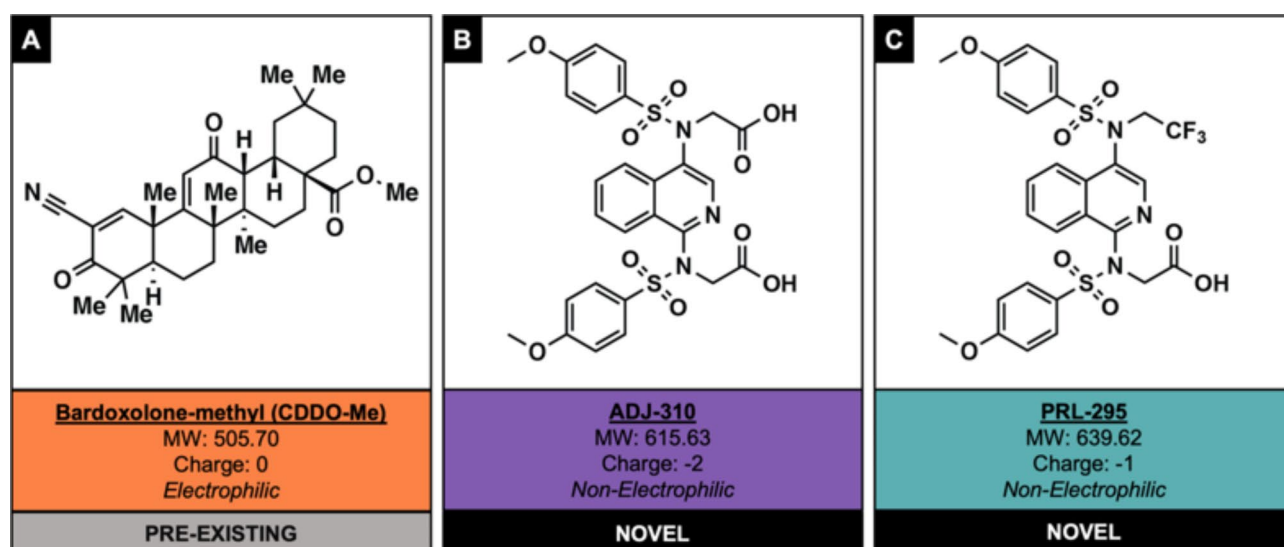 A
Me Me
O
H
N Me Me H O Me
O
Me
O
H
Me Me
Bardoxolone-methyl (CDDO-Me)
MW: 505.70
Charge: 0
Electrophilic
PRE-EXISTING
B
O
O
S N OH
O O
N
O O
S N OH
O
O
ADJ-310
MW: 615.63
Charge: -2
Non-Electrophilic
NOVEL
C
O
O
S N CF3
O
N
O O
S N OH
O
O
PRL-295
MW: 639.62
Charge: -1
Non-Electrophilic
NOVEL